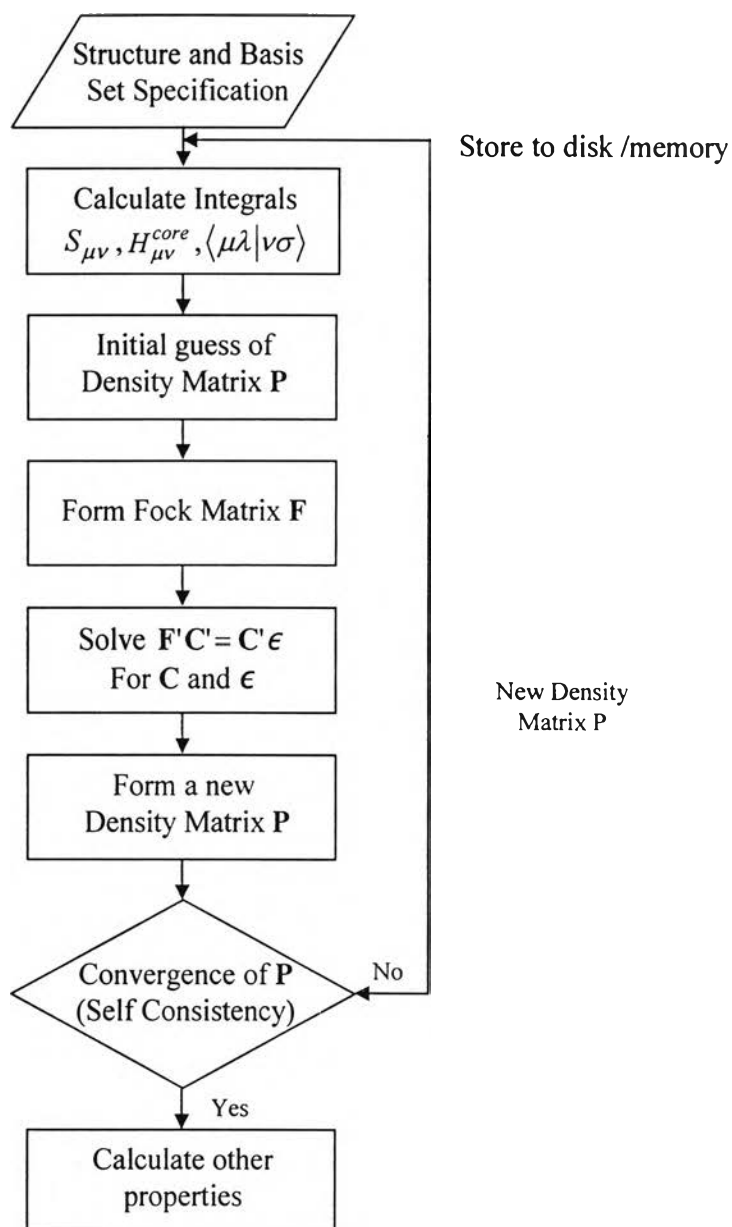 Structure and Basis
Set Specification
Store to disk /memory
Calculate Integrals
S_{μν}, H_{μν}^{core}, ⟨μλ|νσ⟩
Initial guess of
Density Matrix P
Form Fock Matrix F
Solve F'C'= C'ϵ
For C and ϵ
New Density
Matrix P
Form a new
Density Matrix P
Convergence of P
(Self Consistency)
No
Yes
Calculate other
properties